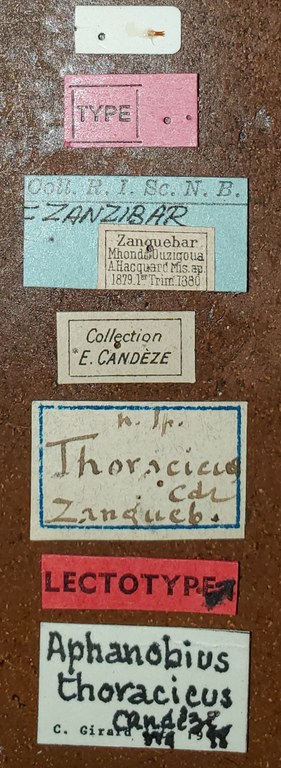 TYPE
Coll. R. I. Sc. N. B.
= ZANZIBAR
Zanguebar
Mhonda Ouzigoua
A. Hacquard Mis. ap.
1879. 1er Trim. 1880
Collection
E. CANDÈZE
n. sp.
Thoracicus
Cdz
Zangueb.
LECTOTYPE
Aphanobius
thoracicus
Candèze
C. Girard